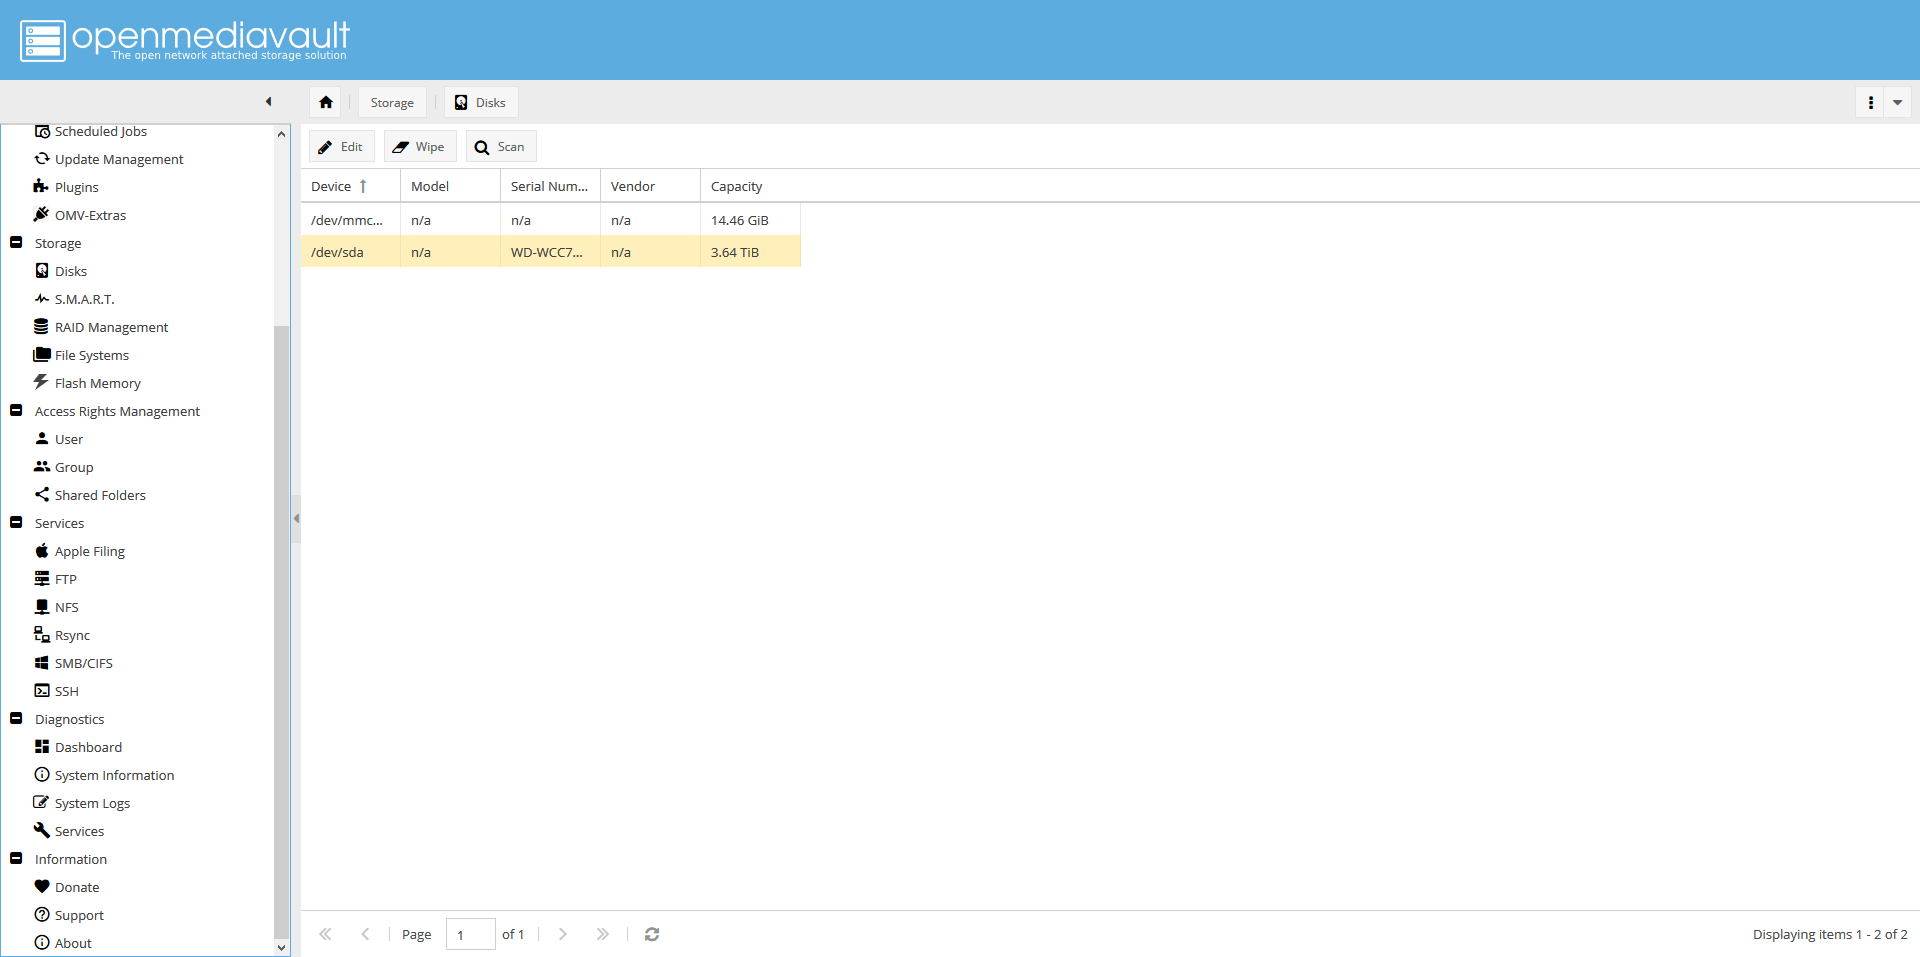 openmediavault
The open network attached storage solution
Storage
Disks
Scheduled Jobs
Update Management
Plugins
OMV-Extras
Storage
Disks
S.M.A.R.T.
RAID Management
File Systems
Flash Memory
Access Rights Management
User
Group
Shared Folders
Services
Apple Filing
FTP
NFS
Rsync
SMB/CIFS
SSH
Diagnostics
Dashboard
System Information
System Logs
Services
Information
Donate
Support
About
Edit Wipe Scan
Device Model Serial Num... Vendor Capacity
/dev/mmc... n/a n/a n/a 14.46 GiB
/dev/sda n/a WD-WCC7... n/a 3.64 TiB
Page 1 of 1
Displaying items 1 - 2 of 2